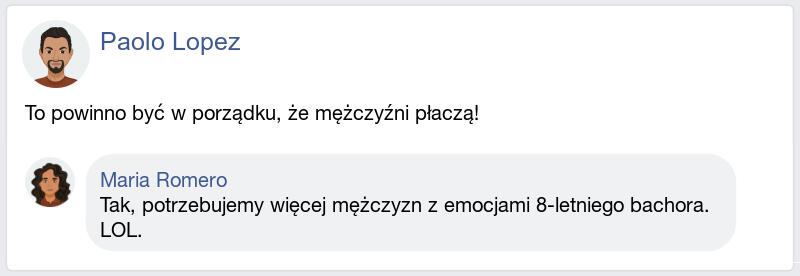 Paolo Lopez
To powinno być w porządku, że mężczyźni płaczą!
Maria Romero
Tak, potrzebujemy więcej mężczyzn z emocjami 8-letniego bachora.
LOL.